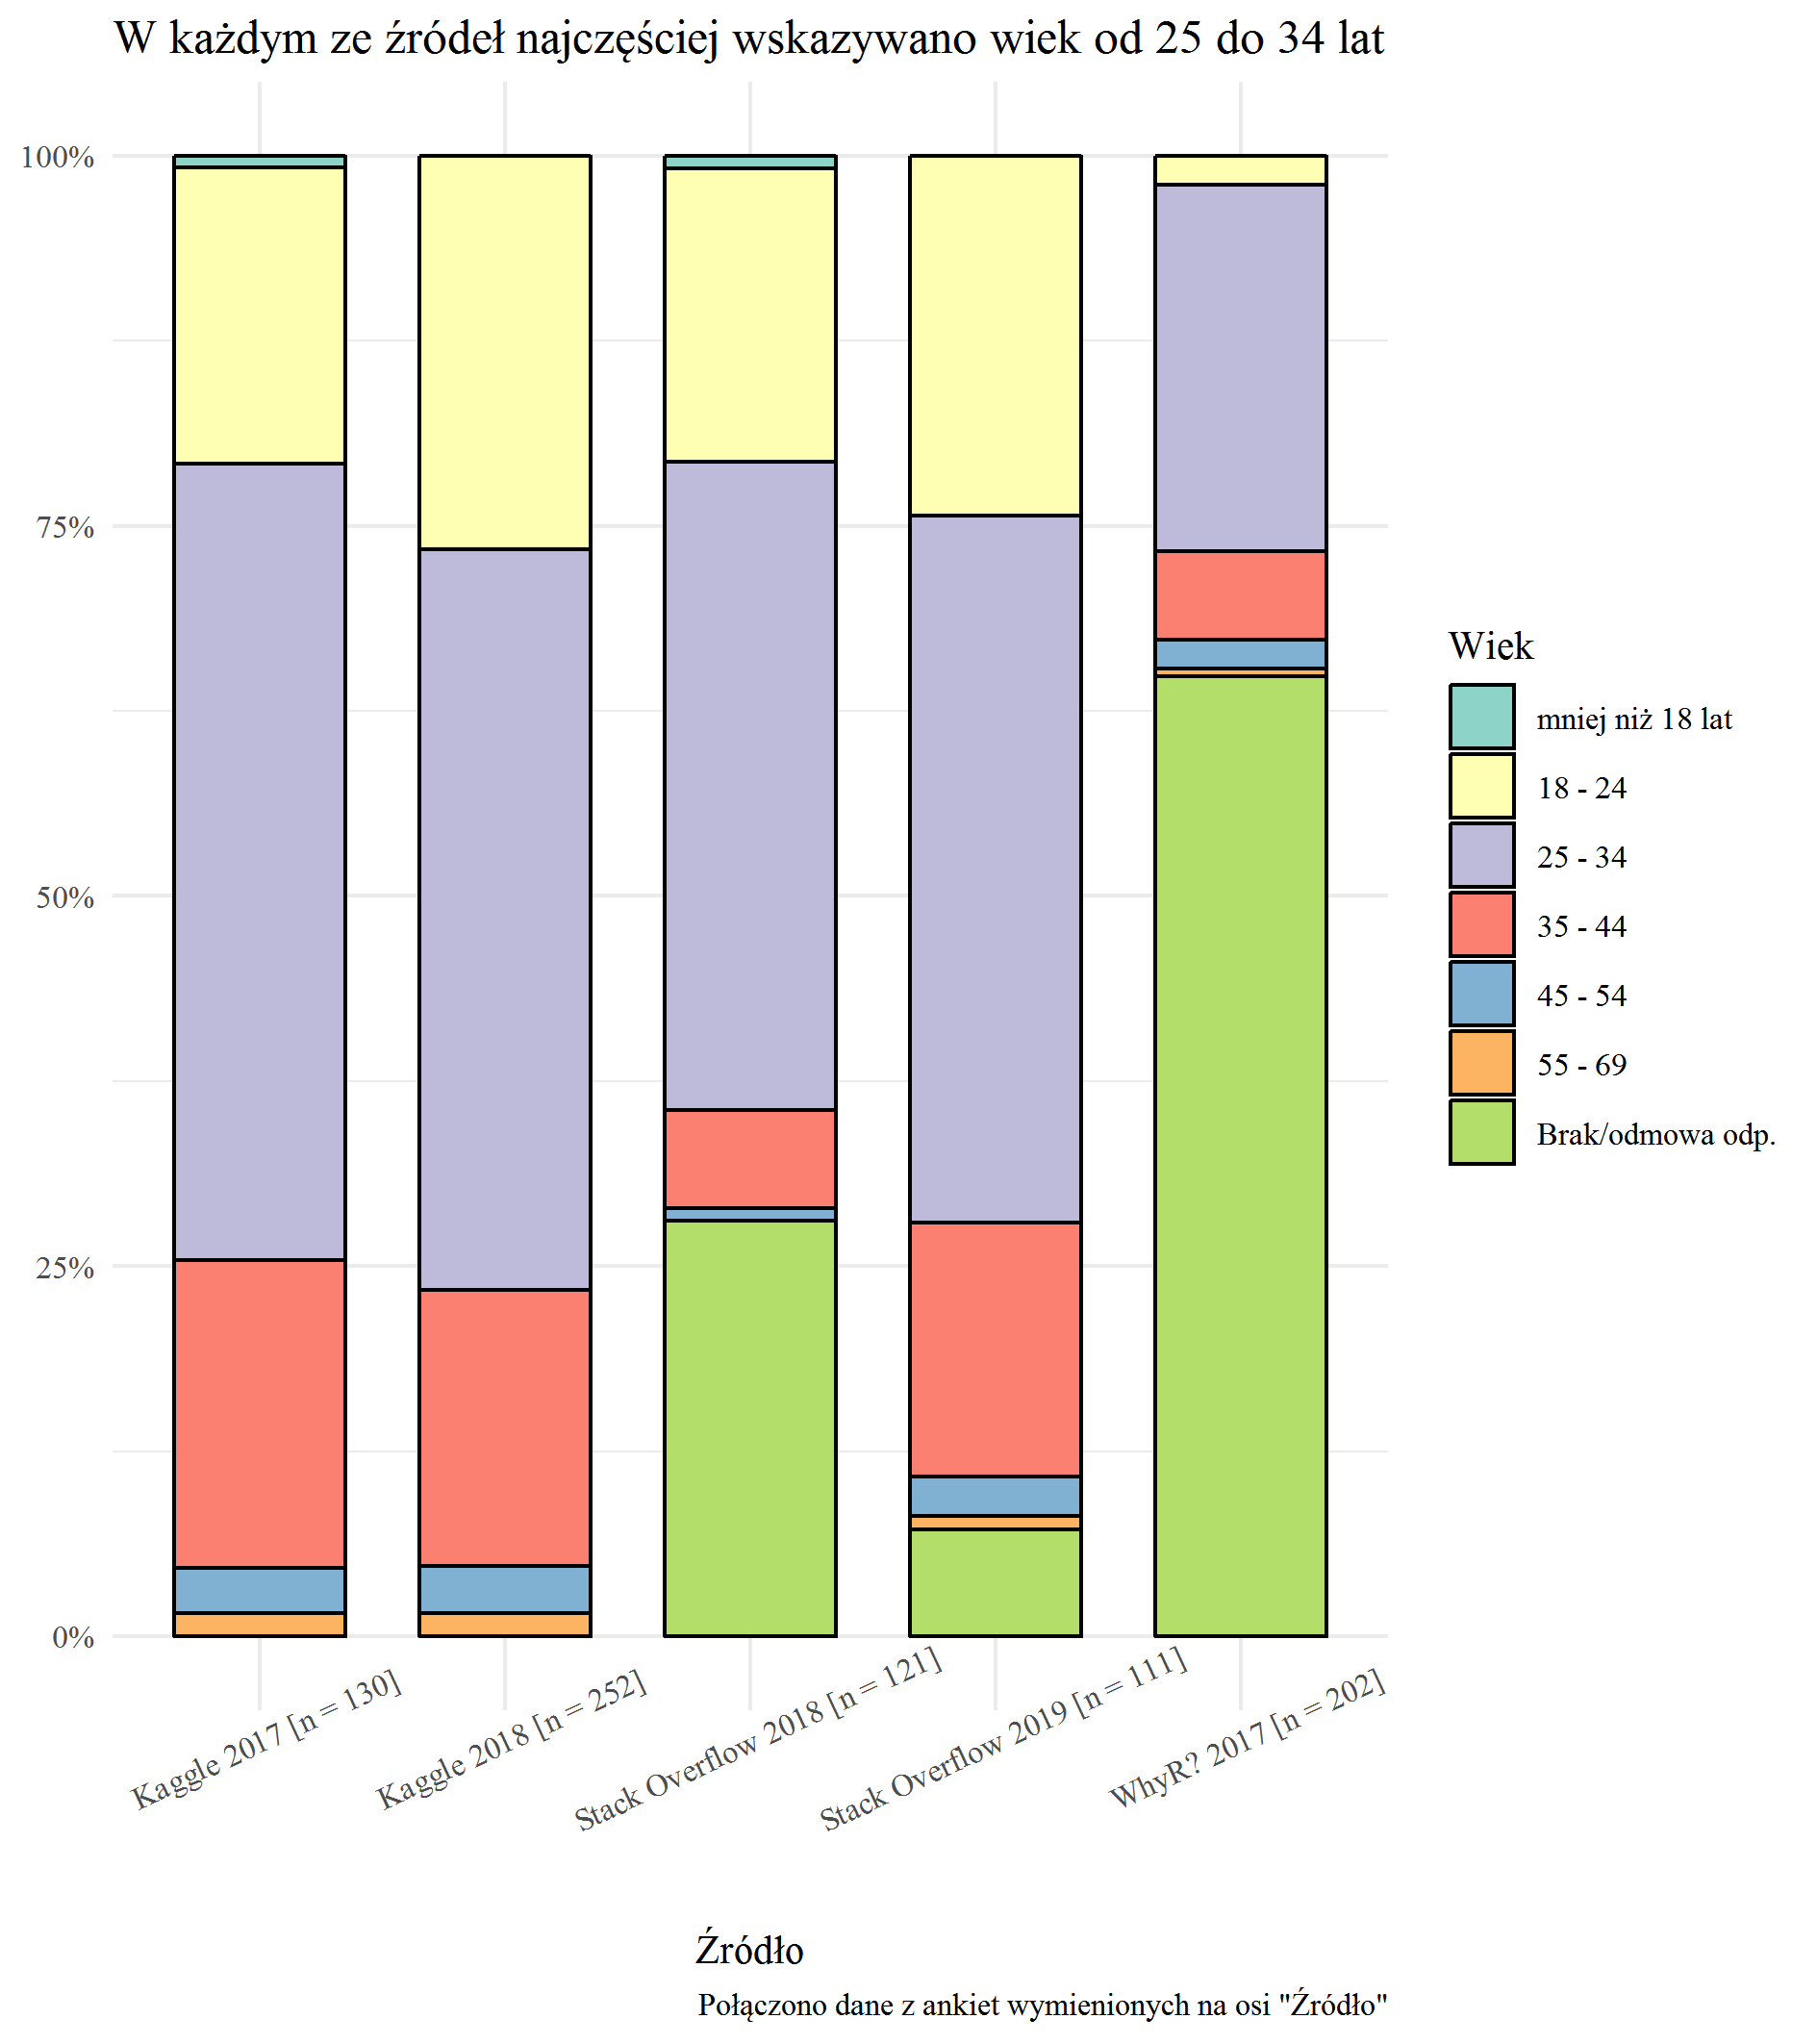 W każdym ze źródeł najczęściej wskazywano wiek od 25 do 34 lat
100%
75%
50%
25%
0%
Kaggle 2017 [n = 130]
Kaggle 2018 [n = 252]
Stack Overflow 2018 [n = 121]
Stack Overflow 2019 [n = 111]
WhyR? 2017 [n = 202]
Źródło
Połączono dane z ankiet wymienionych na osi "Źródło"
Wiek
mniej niż 18 lat
18 - 24
25 - 34
35 - 44
45 - 54
55 - 69
Brak/odmowa odp.